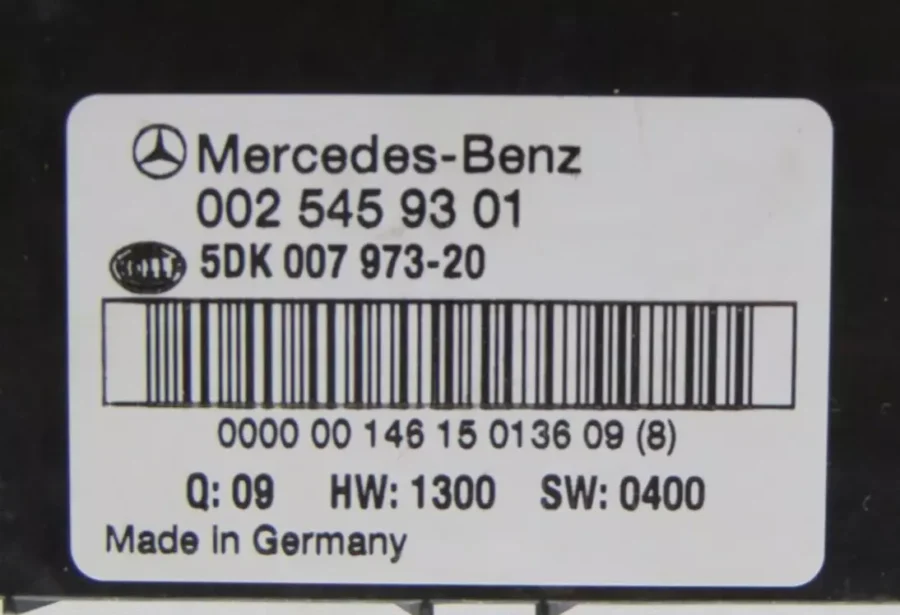 Mercedes-Benz
002 545 93 01
HELLA 5DK 007 973-20
0000 00 146 15 0136 09 (8)
Q: 09 HW: 1300 SW: 0400
Made in Germany